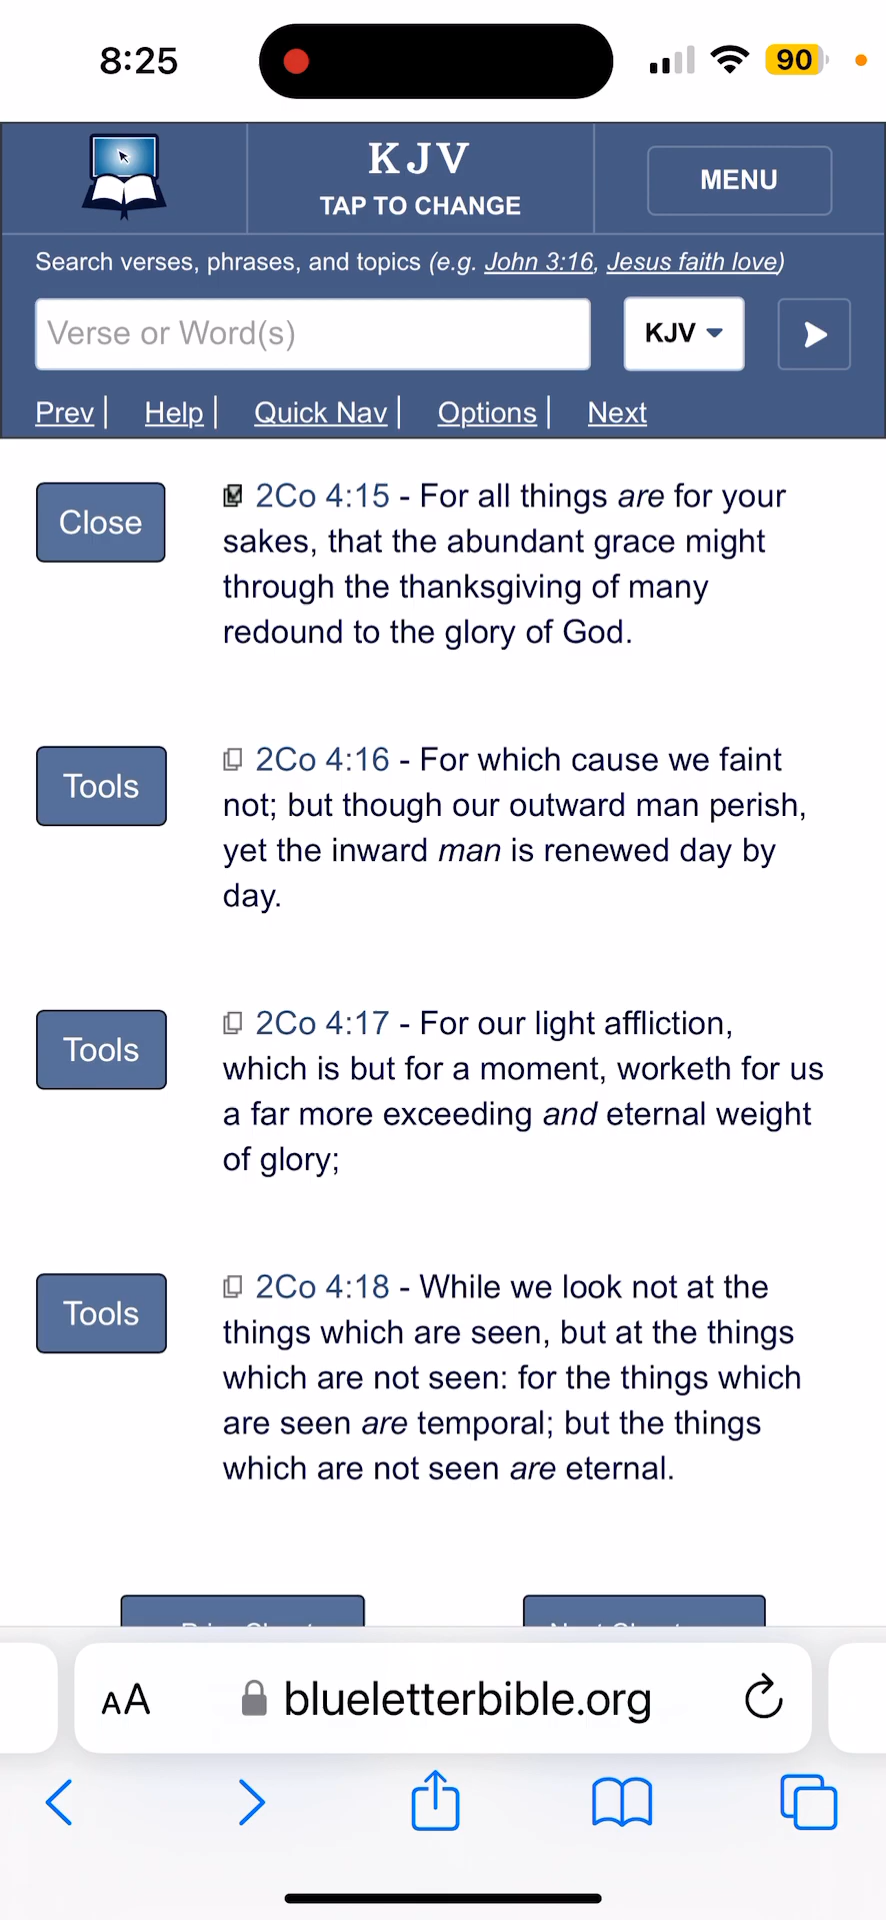 8:25
90
KJV
TAP TO CHANGE
MENU
Search verses, phrases, and topics (e.g. John 3:16, Jesus faith love)
Verse or Word(s)
KJV
Prev | Help | Quick Nav | Options | Next
Close
2Co 4:15 - For all things are for your
sakes, that the abundant grace might
through the thanksgiving of many
redound to the glory of God.
Tools
2Co 4:16 - For which cause we faint
not; but though our outward man perish,
yet the inward man is renewed day by
day.
Tools
2Co 4:17 - For our light affliction,
which is but for a moment, worketh for us
a far more exceeding and eternal weight
of glory;
Tools
2Co 4:18 - While we look not at the
things which are seen, but at the things
which are not seen: for the things which
are seen are temporal; but the things
which are not seen are eternal.
AA
blueletterbible.org